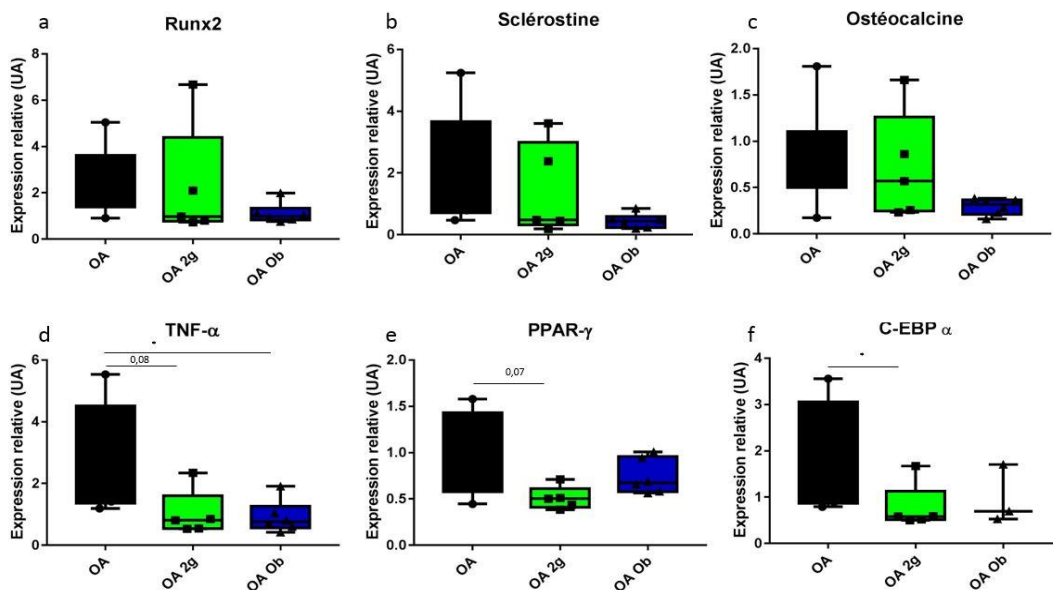 a
Runx2
Expression relative (UA)
8
6
4
2
0
OA
OA 2g
OA Ob
b
Sclérostine
Expression relative (UA)
6
4
2
0
OA
OA 2g
OA Ob
c
Ostéocalcine
Expression relative (UA)
2.0
1.5
1.0
0.5
0.0
OA
OA 2g
OA Ob
d
TNF-α
Expression relative (UA)
6
4
2
0
0,08
OA
OA 2g
OA Ob
e
PPAR-γ
Expression relative (UA)
2.0
1.5
1.0
0.5
0.0
0,07
OA
OA 2g
OA Ob
f
C-EBP α
Expression relative (UA)
4
3
2
1
0
OA
OA 2g
OA Ob